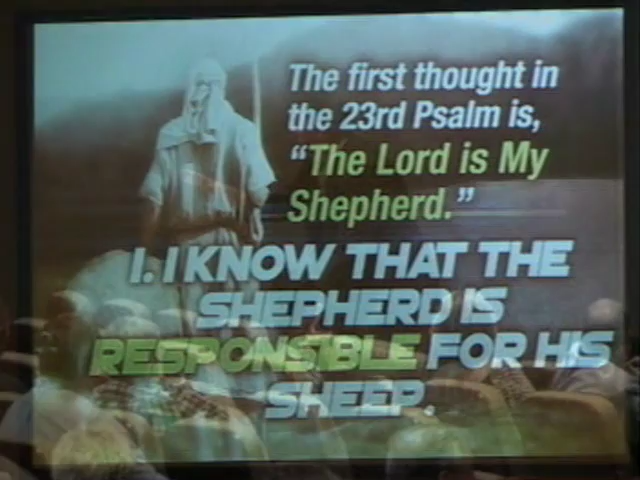 The first thought in
the 23rd Psalm is,
“The Lord is My
Shepherd.”
I. I KNOW THAT THE
SHEPHERD IS
RESPONSIBLE FOR HIS
SHEEP.